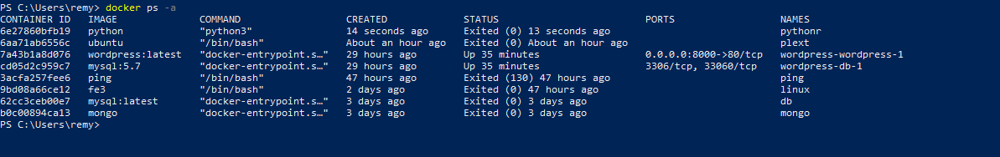 PS C:\Users\remy> docker ps -a
CONTAINER ID   IMAGE              COMMAND                  CREATED             STATUS                         PORTS                  NAMES
6e27860bfb19   python             "python3"                14 seconds ago      Exited (0) 13 seconds ago                             pythonr
6aa71ab6556c   ubuntu             "/bin/bash"              About an hour ago   Exited (0) About an hour ago                          plext
7a43b1a8d076   wordpress:latest   "docker-entrypoint.s…"   29 hours ago        Up 35 minutes                  0.0.0.0:8000->80/tcp   wordpress-wordpress-1
cd05d2c959c7   mysql:5.7          "docker-entrypoint.s…"   29 hours ago        Up 35 minutes                  3306/tcp, 33060/tcp    wordpress-db-1
3acfa257fee6   ping               "/bin/bash"              47 hours ago        Exited (130) 47 hours ago                             ping
9bd08a66ce12   fe3                "/bin/bash"              2 days ago          Exited (0) 47 hours ago                               linux
62cc3ceb00e7   mysql:latest       "docker-entrypoint.s…"   3 days ago          Exited (0) 3 days ago                                 db
b0c00894ca13   mongo              "docker-entrypoint.s…"   3 days ago          Exited (0) 3 days ago                                 mongo
PS C:\Users\remy>